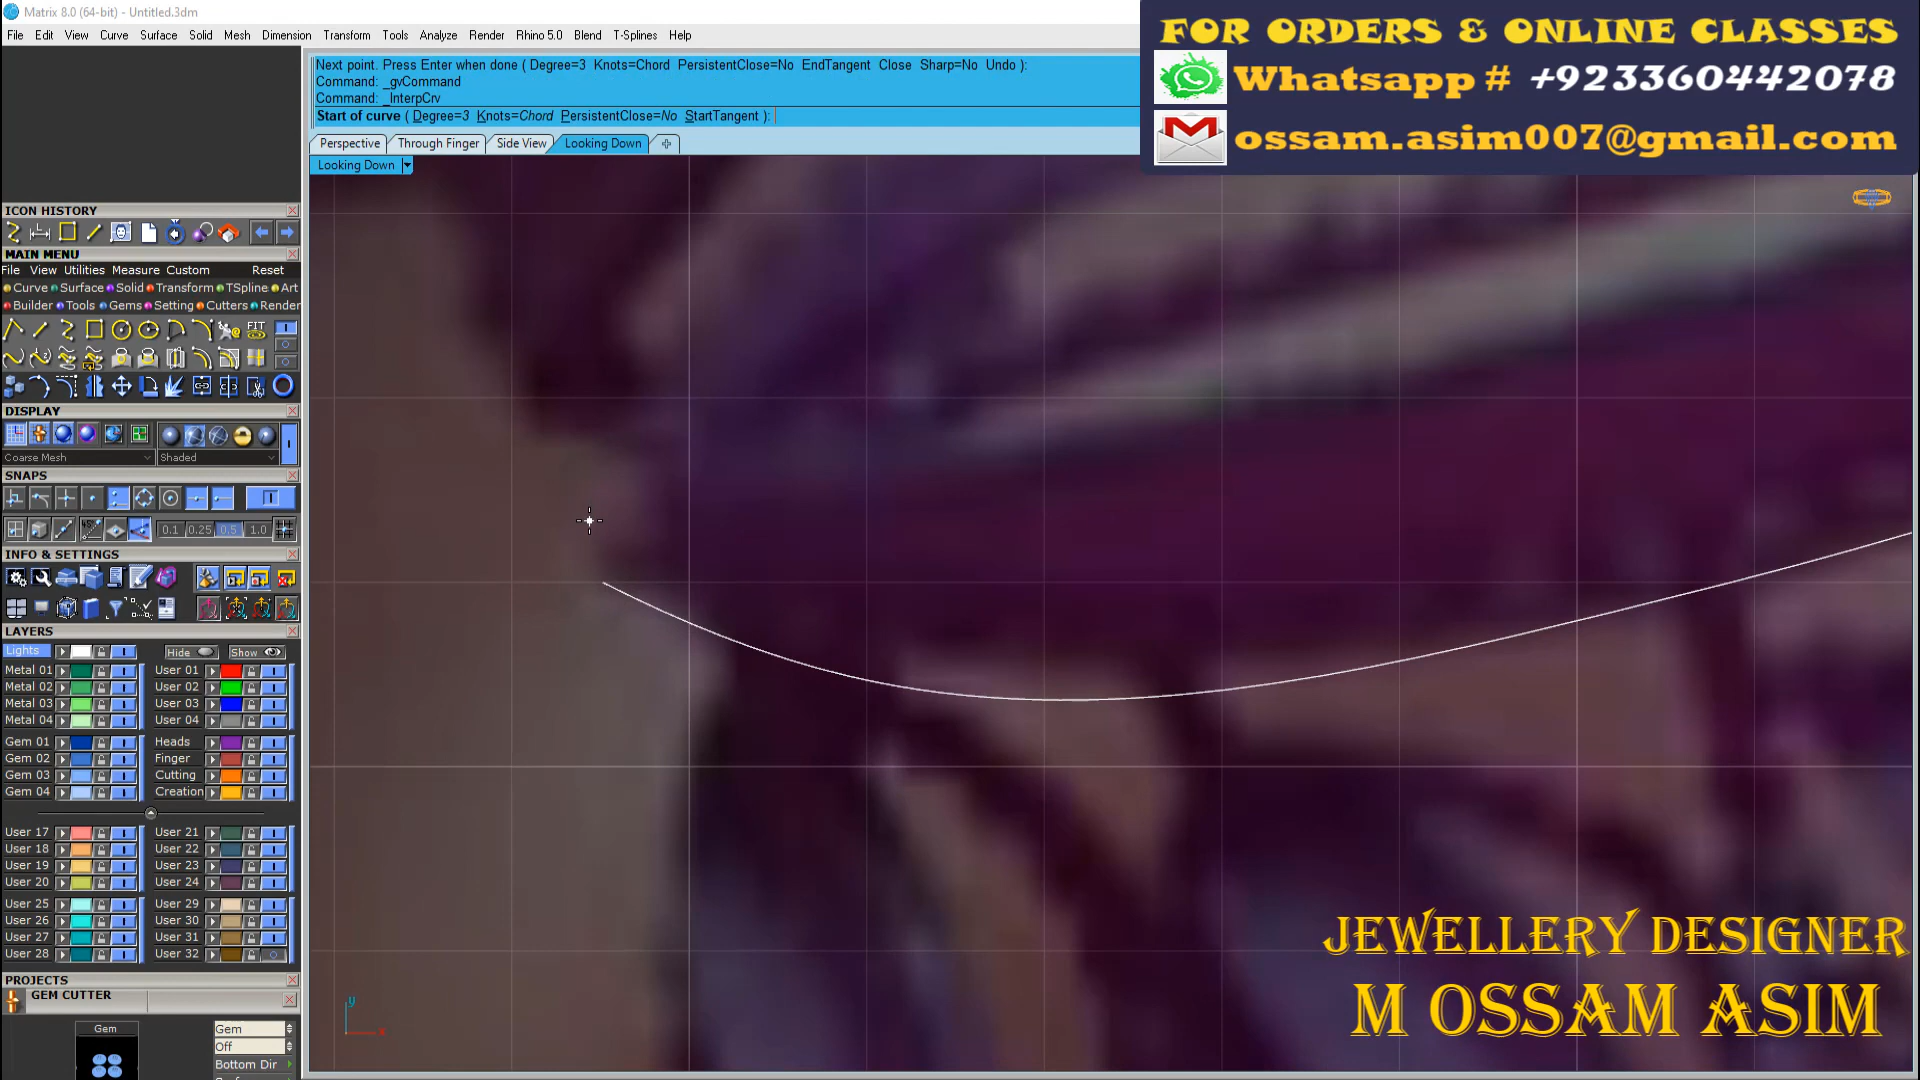 Matrix 8.0 (64-bit) - Untitled.3dm
File Edit View Curve Surface Solid Mesh Dimension Transform Tools Analyze Render Rhino 5.0 Blend T-Splines Help
FOR ORDERS & ONLINE CLASSES
Whatsapp # +923360442078
ossam.asim007@gmail.com
Next point. Press Enter when done ( Degree=3 Knots=Chord PersistentClose=No EndTangent Close Sharp=No Undo ):
Command: _gvCommand
Command: _InterpCrv
Start of curve ( Degree=3 Knots=Chord PersistentClose=No StartTangent ):
Perspective Through Finger Side View Looking Down
Looking Down
ICON HISTORY
MAIN MENU
File View Utilities Measure Custom Reset
Curve Surface Solid Transform TSpline Art
Builder Tools Gems Setting Cutters Render
FIT
DISPLAY
Coarse Mesh Shaded
SNAPS
0.1 0.25 0.5 1.0
INFO & SETTINGS
LAYERS
Lights Hide Show
Metal 01 User 01
Metal 02 User 02
Metal 03 User 03
Metal 04 User 04
Gem 01 Heads
Gem 02 Finger
Gem 03 Cutting
Gem 04 Creation
User 17 User 21
User 18 User 22
User 19 User 23
User 20 User 24
User 25 User 29
User 26 User 30
User 27 User 31
User 28 User 32
PROJECTS
GEM CUTTER
Gem Gem
Off
Bottom Dir
y
x
JEWELLERY DESIGNER
M OSSAM ASIM